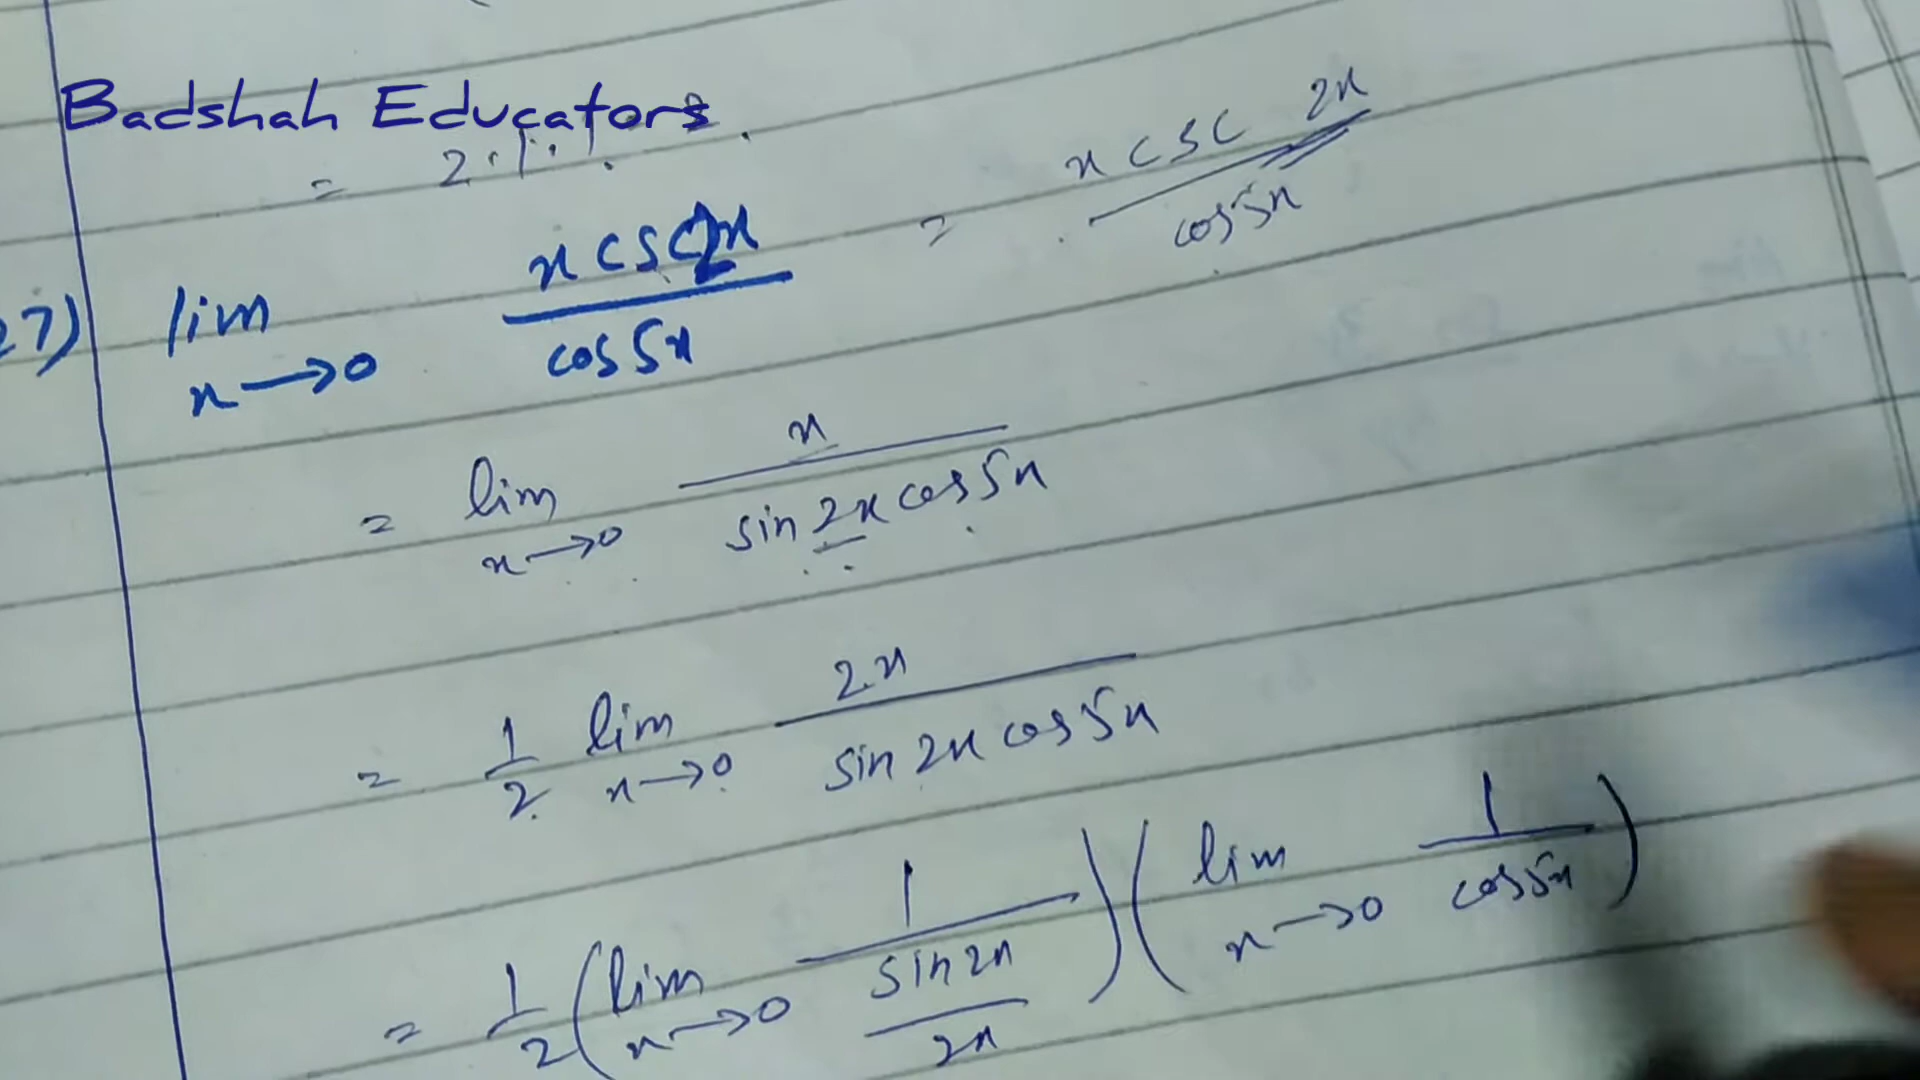 Badshah Educators
= 2 . 1 . 1 .
27) lim x→0 x csc 2x / cos 5x = x csc 2x / cos 5x
= lim x→0 x / sin 2x cos 5x
= 1/2 lim x→0 2x / sin 2x cos 5x
= 1/2 (lim x→0 1 / (sin 2x / 2x)) (lim x→0 1 / cos 5x)